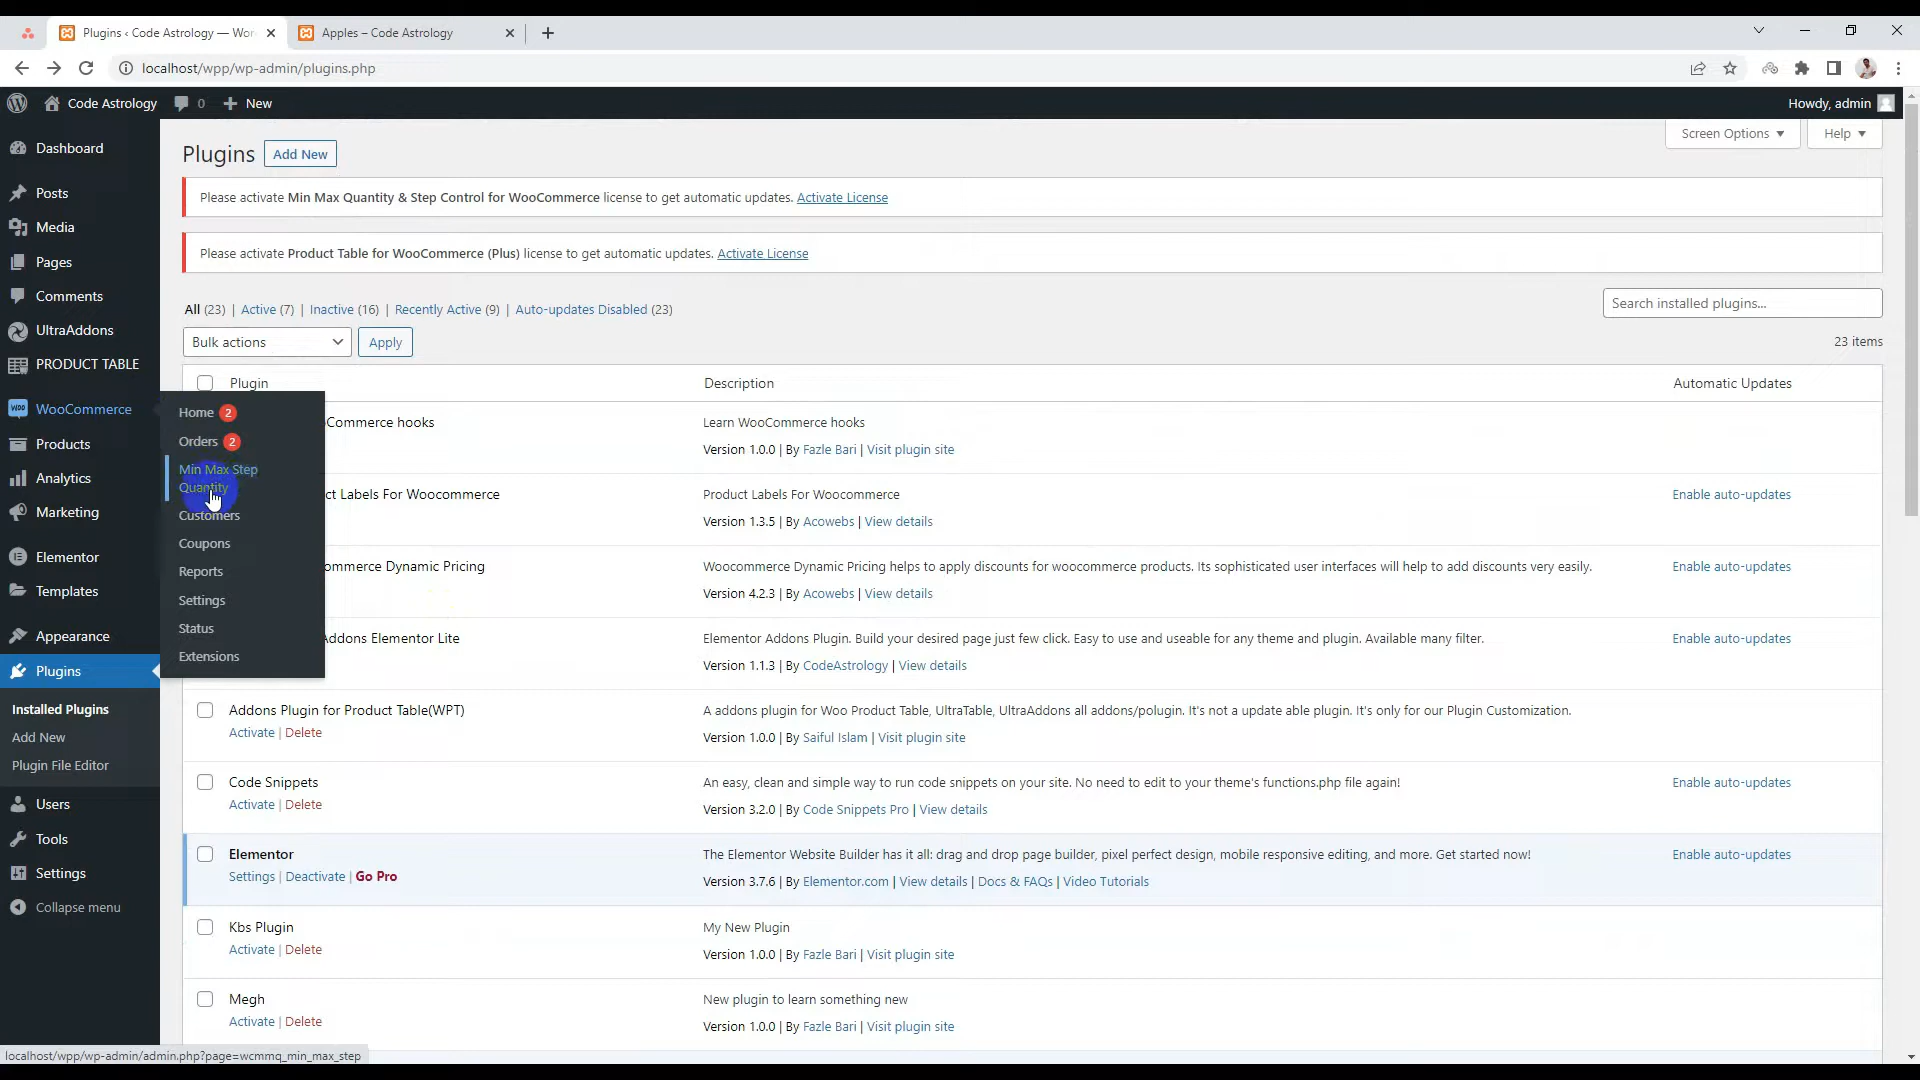 Plugins ‹ Code Astrology — Wor
Apples – Code Astrology
localhost/wpp/wp-admin/plugins.php
Code Astrology
0
New
Howdy, admin
Dashboard
Posts
Media
Pages
Comments
UltraAddons
PRODUCT TABLE
WooCommerce
Products
Analytics
Marketing
Elementor
Templates
Appearance
Plugins
Installed Plugins
Add New
Plugin File Editor
Users
Tools
Settings
Collapse menu
Home 2
Orders 2
Min Max Step
Quantity
Customers
Coupons
Reports
Settings
Status
Extensions
Screen Options
Help
Plugins
Add New
Please activate Min Max Quantity & Step Control for WooCommerce license to get automatic updates. Activate License
Please activate Product Table for WooCommerce (Plus) license to get automatic updates. Activate License
All (23) | Active (7) | Inactive (16) | Recently Active (9) | Auto-updates Disabled (23)
Search installed plugins...
Bulk actions
Apply
23 items
Plugin
Description
Automatic Updates
Commerce hooks
Learn WooCommerce hooks
Version 1.0.0 | By Fazle Bari | Visit plugin site
ct Labels For Woocommerce
Product Labels For Woocommerce
Enable auto-updates
Version 1.3.5 | By Acowebs | View details
ommerce Dynamic Pricing
Woocommerce Dynamic Pricing helps to apply discounts for woocommerce products. Its sophisticated user interfaces will help to add discounts very easily.
Enable auto-updates
Version 4.2.3 | By Acowebs | View details
Addons Elementor Lite
Elementor Addons Plugin. Build your desired page just few click. Easy to use and useable for any theme and plugin. Available many filter.
Enable auto-updates
Version 1.1.3 | By CodeAstrology | View details
Addons Plugin for Product Table(WPT)
A addons plugin for Woo Product Table, UltraTable, UltraAddons all addons/polugin. It's not a update able plugin. It's only for our Plugin Customization.
Activate | Delete
Version 1.0.0 | By Saiful Islam | Visit plugin site
Code Snippets
An easy, clean and simple way to run code snippets on your site. No need to edit to your theme's functions.php file again!
Enable auto-updates
Activate | Delete
Version 3.2.0 | By Code Snippets Pro | View details
Elementor
The Elementor Website Builder has it all: drag and drop page builder, pixel perfect design, mobile responsive editing, and more. Get started now!
Enable auto-updates
Settings | Deactivate | Go Pro
Version 3.7.6 | By Elementor.com | View details | Docs & FAQs | Video Tutorials
Kbs Plugin
My New Plugin
Activate | Delete
Version 1.0.0 | By Fazle Bari | Visit plugin site
Megh
New plugin to learn something new
Activate | Delete
Version 1.0.0 | By Fazle Bari | Visit plugin site
localhost/wpp/wp-admin/admin.php?page=wcmmq_min_max_step